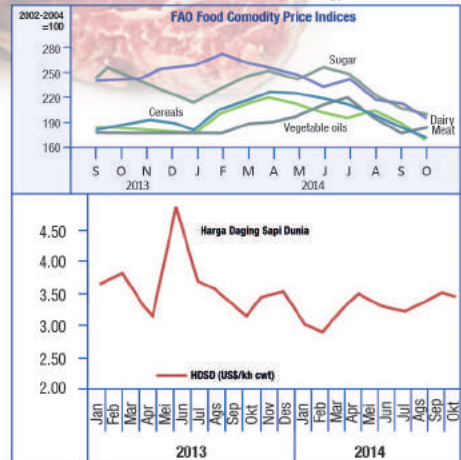 2002-2004
=100
FAO Food Comodity Price Indices
280
250
220
190
160
Sugar
Cereals
Vegetable oils
Dairy
Meat
S O N D J F M A M J J A S O
2013 2014
Harga Daging Sapi Dunia
4.50
4.00
3.50
3.00
2.50
2.00
HDSD (US$/kh cwt)
Jan Feb Mar Apr Mei Jun Jul Ags Sep Okt Nov Des Jan Feb Mar Apr Mei Jun Jul Ags Sep Okt
2013 2014